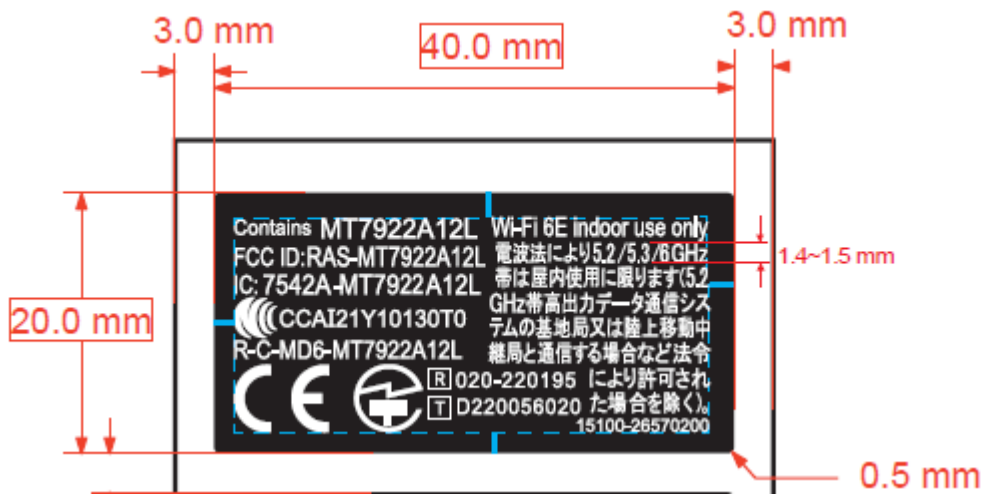 3.0 mm
40.0 mm
3.0 mm
20.0 mm
1.4~1.5 mm
0.5 mm
Contains MT7922A12L
FCC ID:RAS-MT7922A12L
IC: 7542A-MT7922A12L
CCAI21Y10130T0
R-C-MD6-MT7922A12L
CE
R 020-220195
T D220056020
Wi-Fi 6E indoor use only
電波法により5.2/5.3/6GHz
帯は屋内使用に限ります(5.2
GHz帯高出力データ通信シス
テムの基地局又は陸上移動中
継局と通信する場合など法令
により許可され
た場合を除く)。
15100-26570200